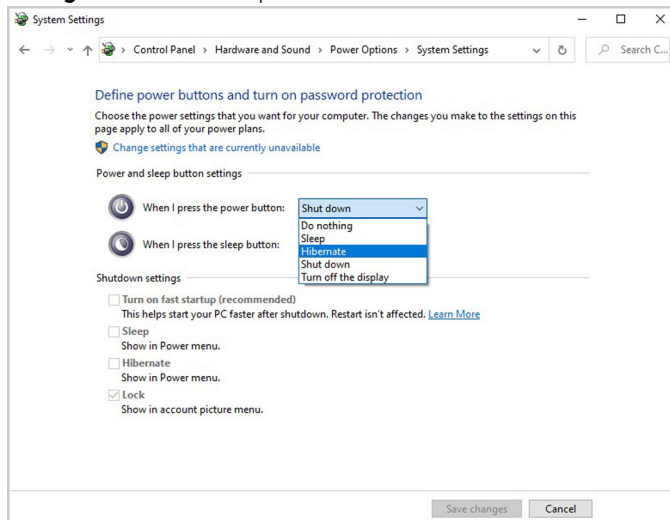 System Settings
Control Panel > Hardware and Sound > Power Options > System Settings
Search C...
Define power buttons and turn on password protection
Choose the power settings that you want for your computer. The changes you make to the settings on this
page apply to all of your power plans.
Change settings that are currently unavailable
Power and sleep button settings
When I press the power button:
Shut down
Do nothing
Sleep
Hibernate
Shut down
Turn off the display
When I press the sleep button:
Shutdown settings
Turn on fast startup (recommended)
This helps start your PC faster after shutdown. Restart isn't affected. Learn More
Sleep
Show in Power menu.
Hibernate
Show in Power menu.
Lock
Show in account picture menu.
Save changes
Cancel